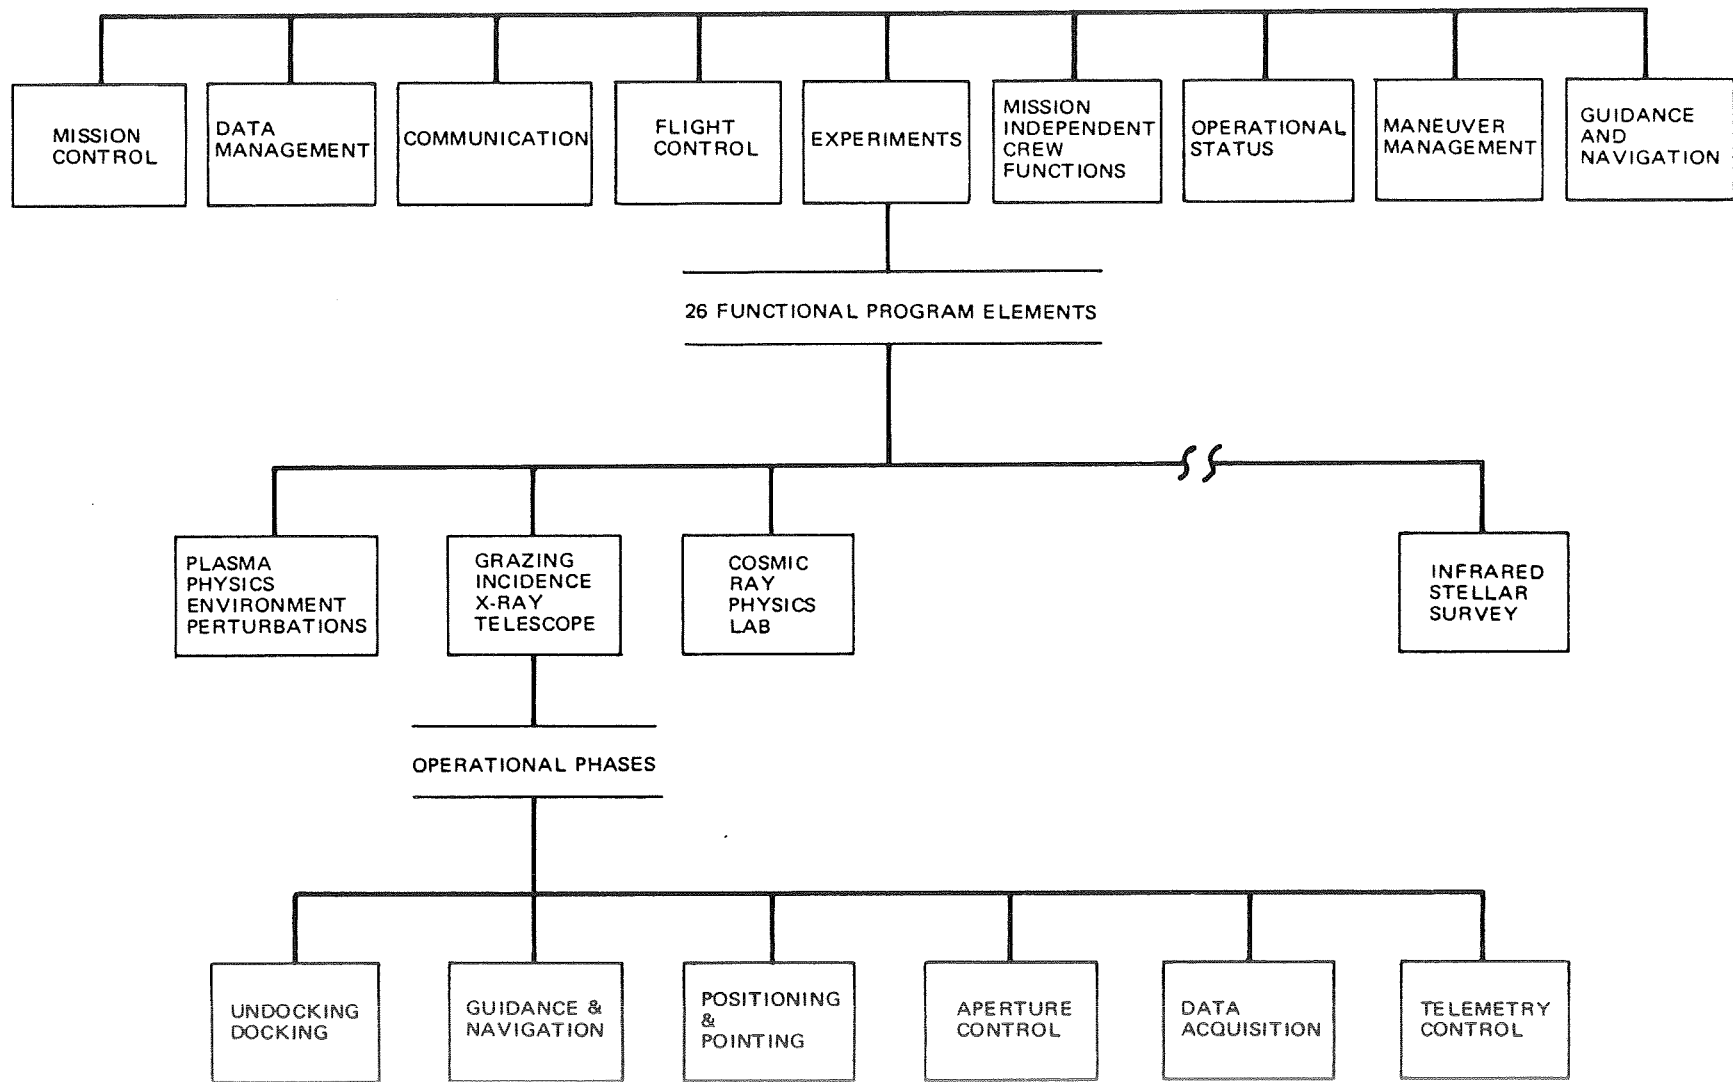 MISSION
CONTROL
DATA
MANAGEMENT
COMMUNICATION
FLIGHT
CONTROL
EXPERIMENTS
MISSION
INDEPENDENT
CREW
FUNCTIONS
OPERATIONAL
STATUS
MANEUVER
MANAGEMENT
GUIDANCE
AND
NAVIGATION
26 FUNCTIONAL PROGRAM ELEMENTS
PLASMA
PHYSICS
ENVIRONMENT
PERTURBATIONS
GRAZING
INCIDENCE
X-RAY
TELESCOPE
COSMIC
RAY
PHYSICS
LAB
INFRARED
STELLAR
SURVEY
OPERATIONAL PHASES
UNDOCKING
DOCKING
GUIDANCE &
NAVIGATION
POSITIONING
&
POINTING
APERTURE
CONTROL
DATA
ACQUISITION
TELEMETRY
CONTROL